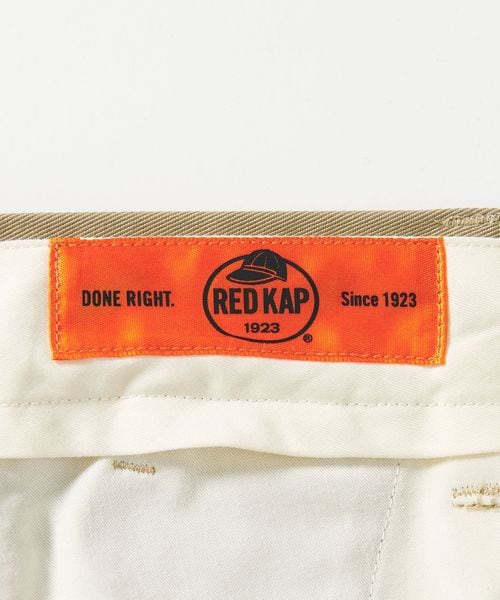 DONE RIGHT.
RED KAP
1923
®
Since 1923